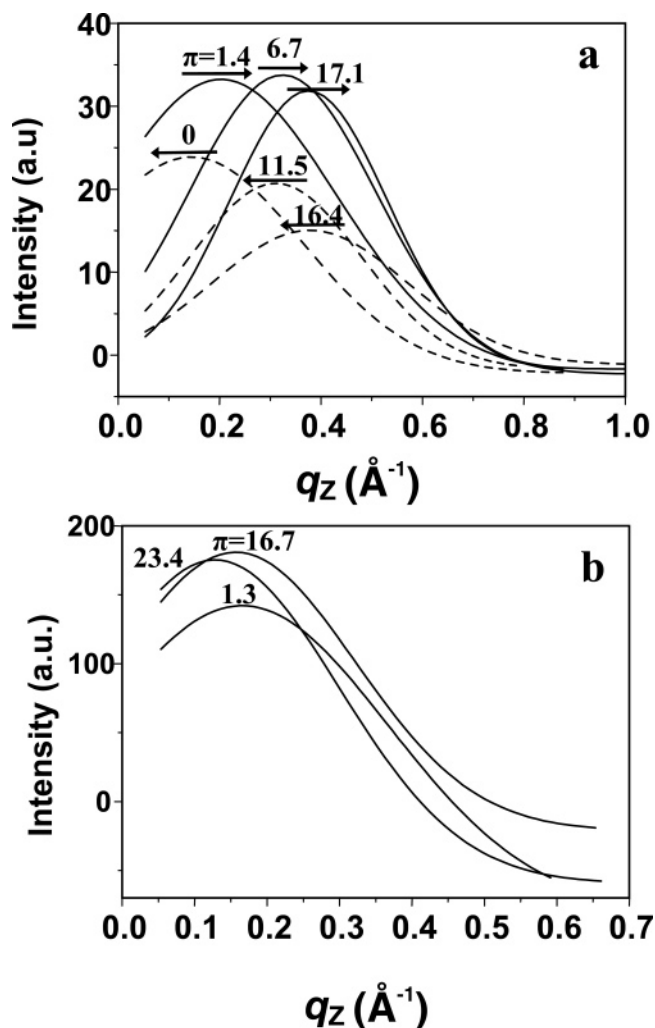 a
40
30
20
10
0
π=1.4
6.7
17.1
0
11.5
16.4
Intensity (a.u)
0.0 0.2 0.4 0.6 0.8 1.0
qZ (Å-1)
b
200
100
0
23.4
π=16.7
1.3
Intensity (a.u.)
0.0 0.1 0.2 0.3 0.4 0.5 0.6 0.7
qZ (Å-1)